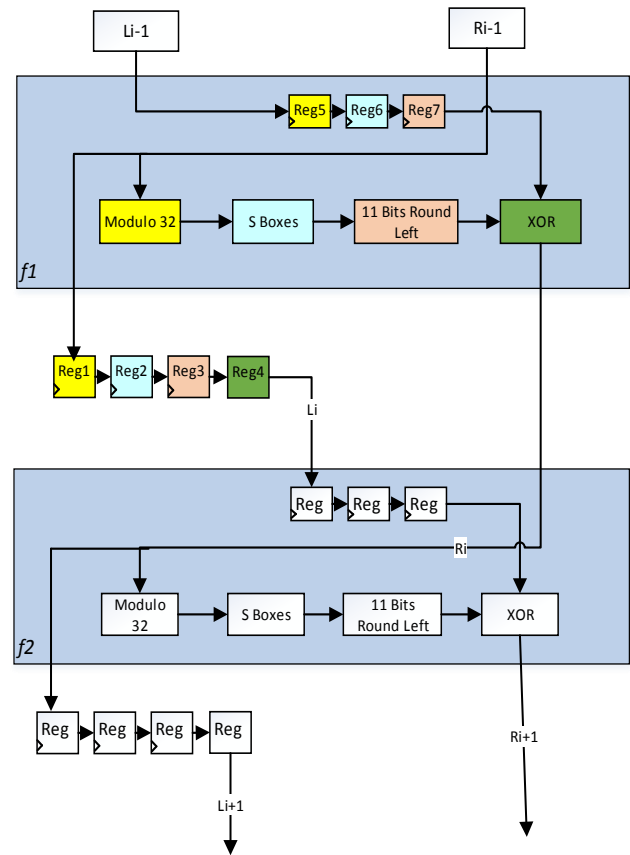 Li-1
Ri-1
Reg5
Reg6
Reg7
Modulo 32
S Boxes
11 Bits Round
Left
XOR
f1
Reg1
Reg2
Reg3
Reg4
Li
Reg
Reg
Reg
Ri
Modulo
32
S Boxes
11 Bits
Round Left
XOR
f2
Reg
Reg
Reg
Reg
Ri+1
Li+1